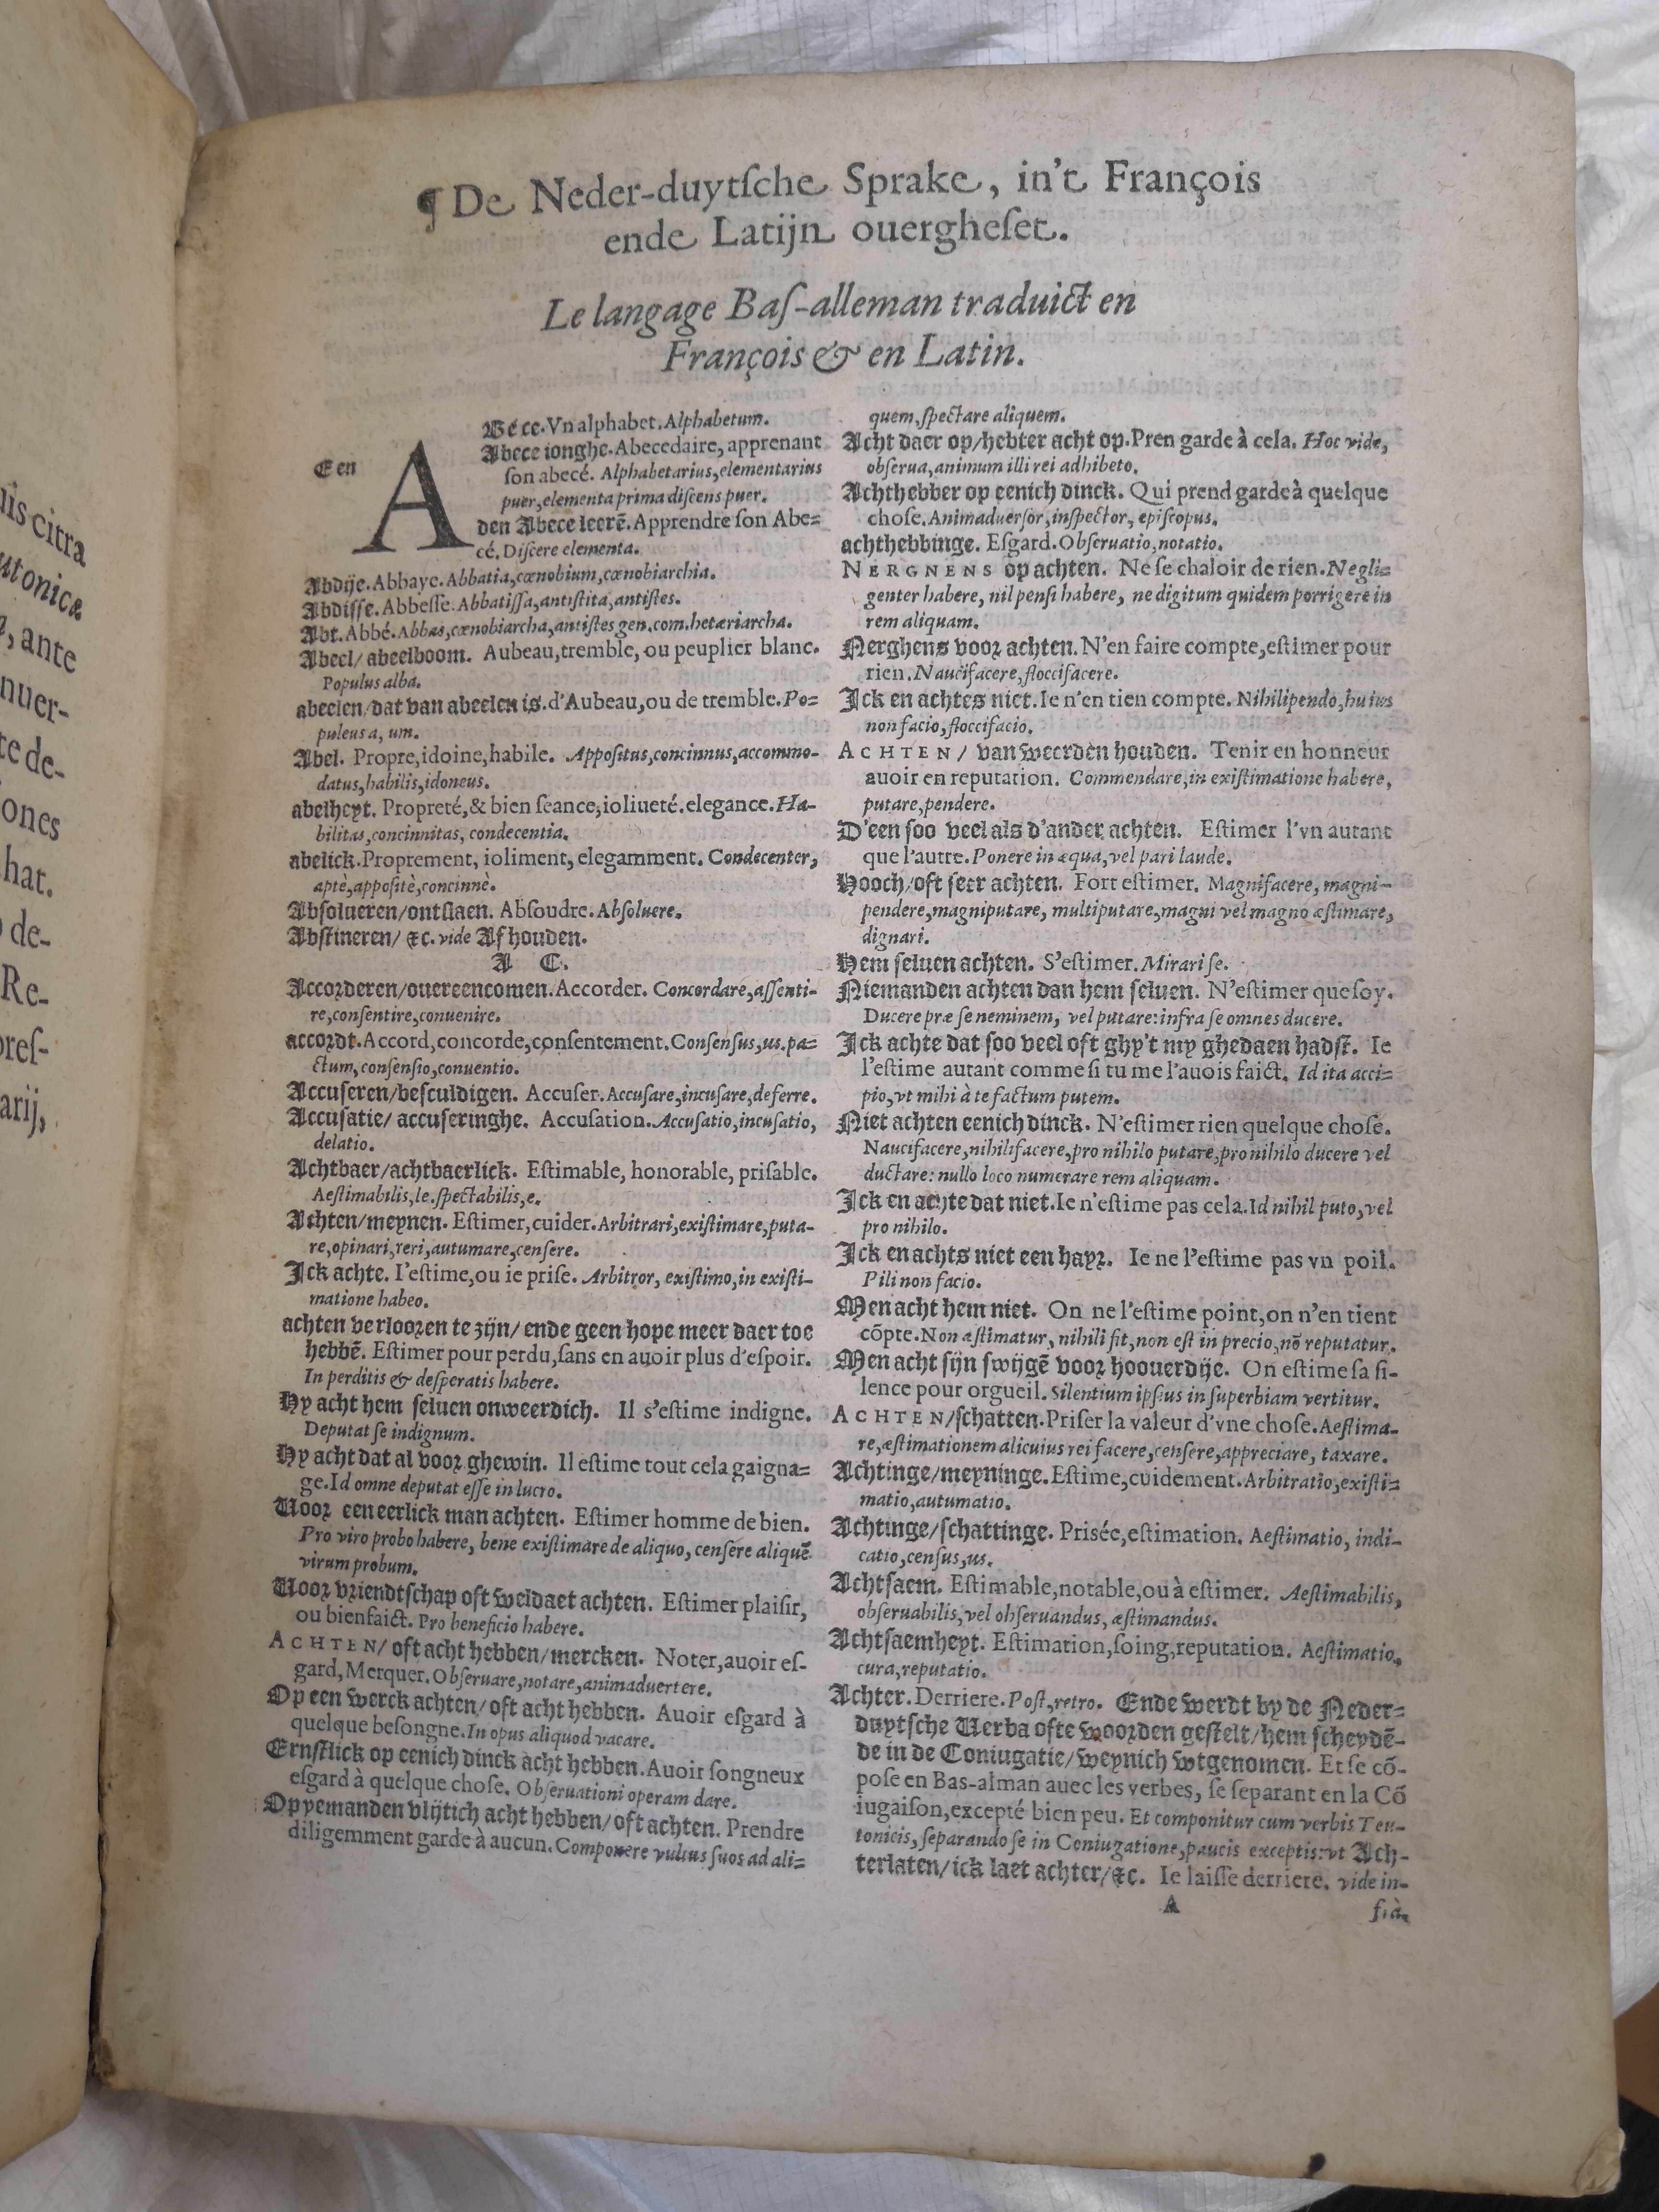 uis citra
utonicæ
, ante
nuer-
te de-
ones
hat.
de-
Re-
pres-
arij,
¶ De Neder-duytſche Sprake, in't François
ende Latijn ouergheſet.
Le langage Baſ-alleman traduict en
François & en Latin.
Een ABéce. Vn alphabet. Alphabetum.
Abece ionghe. Abecedaire, apprenant
ſon abecé. Alphabetarius, elementarius
puer, elementa prima diſcens puer.
den Abece leerē. Apprendre ſon Abe=
cé. Diſcere elementa.
Abdije. Abbaye. Abbatia, cœnobium, cœnobiarchia.
Abdiſſe. Abbeſſe. Abbatiſſa, antiſtita, antiſtes.
Abt. Abbé. Abbas, cœnobiarcha, antiſtes gen. com. hetæriarcha.
Abeel/ abeelboom. Aubeau, tremble, ou peuplier blanc.
Populus alba.
abeelen/ dat van abeelen is. d'Aubeau, ou de tremble. Po=
puleus a, um.
Abel. Propre, idoine, habile. Appoſitus, concinnus, accommo-
datus, habilis, idoneus.
abelheyt. Propreté, & bien ſeance, ioliueté. elegance. Ha-
bilitas, concinnitas, condecentia.
abelick. Proprement, ioliment, elegamment. Condecenter,
aptè, appoſitè, concinnè.
Abſolueren/ ontſlaen. Abſoudre. Abſoluere.
Abſtineren/ &c. vide Af houden.
A C.
Accorderen/ ouereencomen. Accorder. Concordare, aſſenti-
re, conſentire, conuenire.
accordt. Accord, concorde, conſentement. Conſenſus, us. pa=
ctum, conſenſio, conuentio.
Accuſeren/ beſculdigen. Accuſer. Accuſare, incuſare, deferre.
Accuſatie/ accuſeringhe. Accuſation. Accuſatio, incuſatio,
delatio.
Achtbaer/ achtbaerlick. Eſtimable, honorable, priſable.
Aeſtimabilis, le. ſpectabilis, e.
Achten/ meynen. Eſtimer, cuider. Arbitrari, exiſtimare, puta-
re, opinari, reri, autumare, cenſere.
Ick achte. I'eſtime, ou ie priſe. Arbitror, exiſtimo, in exiſti-
matione habeo.
achten verlooren te zijn/ ende geen hope meer daer toe
hebbē. Eſtimer pour perdu, ſans en auoir plus d'eſpoir.
In perditis & deſperatis habere.
Hy acht hem ſeluen onweerdich. Il s'eſtime indigne.
Deputat ſe indignum.
Hy acht dat al voor ghewin. Il eſtime tout cela gaigna=
ge. Id omne deputat eſſe in lucro.
Uoor een eerlick man achten. Eſtimer homme de bien.
Pro viro probo habere, bene exiſtimare de aliquo, cenſere aliquē
virum probum.
Uoor vriendtſchap oft weldaet achten. Eſtimer plaiſir,
ou bienfaict. Pro beneficio habere.
ACHTEN/ oft acht hebben/ mercken. Noter, auoir eſ-
gard, Merquer. Obſeruare, notare, animaduertere.
Op een werck achten/ oft acht hebben. Auoir eſgard à
quelque beſongne. In opus aliquod vacare.
Ernſtlick op eenich dinck acht hebben. Auoir ſongneux
eſgard à quelque choſe. Obſeruationi operam dare.
Op yemanden vlijtich acht hebben/ oft achten. Prendre
diligemment garde à aucun. Componere vultus ſuos ad ali=
quem, ſpectare aliquem.
Acht daer op/ hebter acht op. Pren garde à cela. Hoc vide,
obſerua, animum illi rei adhibeto.
Achthebber op eenich dinck. Qui prend garde à quelque
choſe. Animaduerſor, inſpector, epiſcopus.
achthebbinge. Eſgard. Obſeruatio, notatio.
NERGNENS op achten. Ne ſe chaloir de rien. Negli=
genter habere, nil penſi habere, ne digitum quidem porrigere in
rem aliquam.
Nerghens voor achten. N'en faire compte, eſtimer pour
rien. Naucifacere, floccifacere.
Ick en achtes niet. Ie n'en tien compte. Nihilipendo, huius
non facio, floccifacio.
ACHTEN/ van weerden houden. Tenir en honneur
auoir en reputation. Commendare, in exiſtimatione habere,
putare, pendere.
D'een ſoo veel als d'ander achten. Eſtimer l'vn autant
que l'autre. Ponere in æqua, vel pari laude.
Hooch/ oft ſeer achten. Fort eſtimer. Magnifacere, magni-
pendere, magniputare, multiputare, magni vel magno æſtimare,
dignari.
Hem ſeluen achten. S'eſtimer. Mirari ſe.
Niemanden achten dan hem ſeluen. N'eſtimer que ſoy.
Ducere præ ſe neminem, vel putare: infra ſe omnes ducere.
Ick achte dat ſoo veel oft ghy't my ghedaen hadſt. Ie
l'eſtime autant comme ſi tu me l'auois faict. Id ita acci=
pio, vt mihi à te factum putem.
Niet achten eenich dinck. N'eſtimer rien quelque choſe.
Naucifacere, nihilifacere, pro nihilo putare, pro nihilo ducere vel
ductare: nullo loco numerare rem aliquam.
Ick en achte dat niet. Ie n'eſtime pas cela. Id nihil puto, vel
pro nihilo.
Ick en achts niet een hayr. Ie ne l'eſtime pas vn poil.
Pili non facio.
Men acht hem niet. On ne l'eſtime point, on n'en tient
cōpte. Non æſtimatur, nihili fit, non eſt in precio, nō reputatur.
Men acht ſijn ſwijgē voor hoouerdije. On eſtime ſa ſi-
lence pour orgueil. Silentium ipſius in ſuperbiam vertitur.
ACHTEN/ ſchatten. Priſer la valeur d'vne choſe. Aeſtima-
re, æſtimationem alicuius rei facere, cenſere, appreciare, taxare.
Achtinge/ meyninge. Eſtime, cuidement. Arbitratio, exiſti=
matio, autumatio.
Achtinge/ ſchattinge. Priſée, eſtimation. Aeſtimatio, indi-
catio, cenſus, us.
Achtſaem. Eſtimable, notable, ou à eſtimer. Aeſtimabilis,
obſeruabilis, vel obſeruandus, æſtimandus.
Achtſaemheyt. Eſtimation, ſoing, reputation. Aeſtimatio,
cura, reputatio.
Achter. Derriere. Poſt, retro. Ende werdt by de Neder=
duytſche Uerba ofte woorden geſtelt/ hem ſcheydē=
de in de Coniugatie/ weynich wtgenomen. Et ſe cō-
poſe en Bas-alman auec les verbes, ſe ſeparant en la Cō
iugaiſon, excepté bien peu. Et componitur cum verbis Teu-
tonicis, ſeparando ſe in Coniugatione, paucis exceptis: vt Ach-
terlaten/ ick laet achter/ &c. Ie laiſſe derriere. vide in-
A
frà.